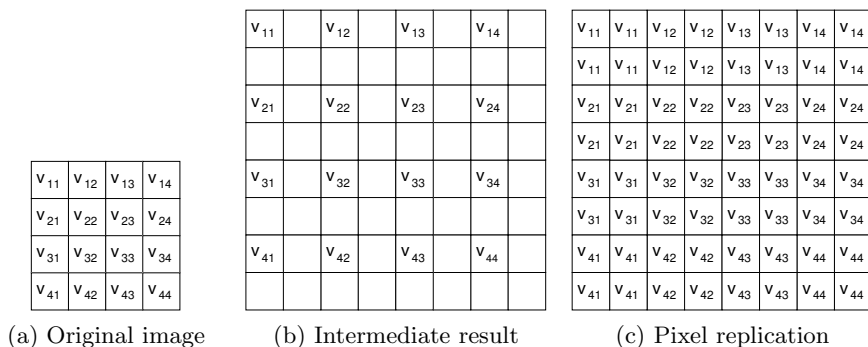 v11 v12 v13 v14
v21 v22 v23 v24
v31 v32 v33 v34
v41 v42 v43 v44
(a) Original image
v11 v12 v13 v14
v21 v22 v23 v24
v31 v32 v33 v34
v41 v42 v43 v44
(b) Intermediate result
v11 v11 v12 v12 v13 v13 v14 v14
v11 v11 v12 v12 v13 v13 v14 v14
v21 v21 v22 v22 v23 v23 v24 v24
v21 v21 v22 v22 v23 v23 v24 v24
v31 v31 v32 v32 v33 v33 v34 v34
v31 v31 v32 v32 v33 v33 v34 v34
v41 v41 v42 v42 v43 v43 v44 v44
v41 v41 v42 v42 v43 v43 v44 v44
(c) Pixel replication